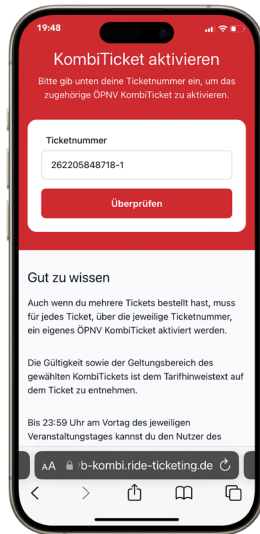 19:48
KombiTicket aktivieren
Bitte gib unten deine Ticketnummer ein, um das
zugehörige ÖPNV KombiTicket zu aktivieren.
Ticketnummer
262205848718-1
Überprüfen
Gut zu wissen
Auch wenn du mehrere Tickets bestellt hast, muss
für jedes Ticket, über die jeweilige Ticketnummer,
ein eigenes ÖPNV KombiTicket aktiviert werden.
Die Gültigkeit sowie der Geltungsbereich des
gewählten KombiTickets ist dem Tarifhinweistext auf
dem Ticket zu entnehmen.
Bis 23:59 Uhr am Vortag des jeweiligen
Veranstaltungstages kannst du den Nutzer des
AA b-kombi.ride-ticketing.de